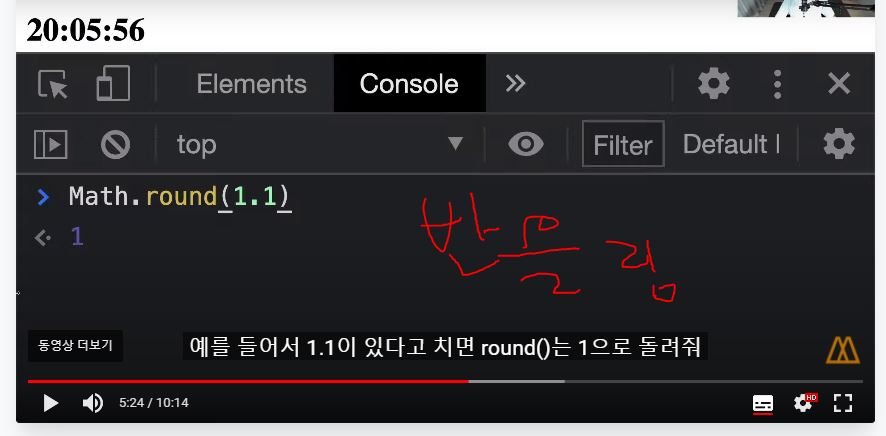 20:05:56
Elements Console »
top Filter Default l
> Math.round(1.1)
<· 1
반올림
동영상 더보기
예를 들어서 1.1이 있다고 치면 round()는 1으로 돌려줘
5:24 / 10:14 HD